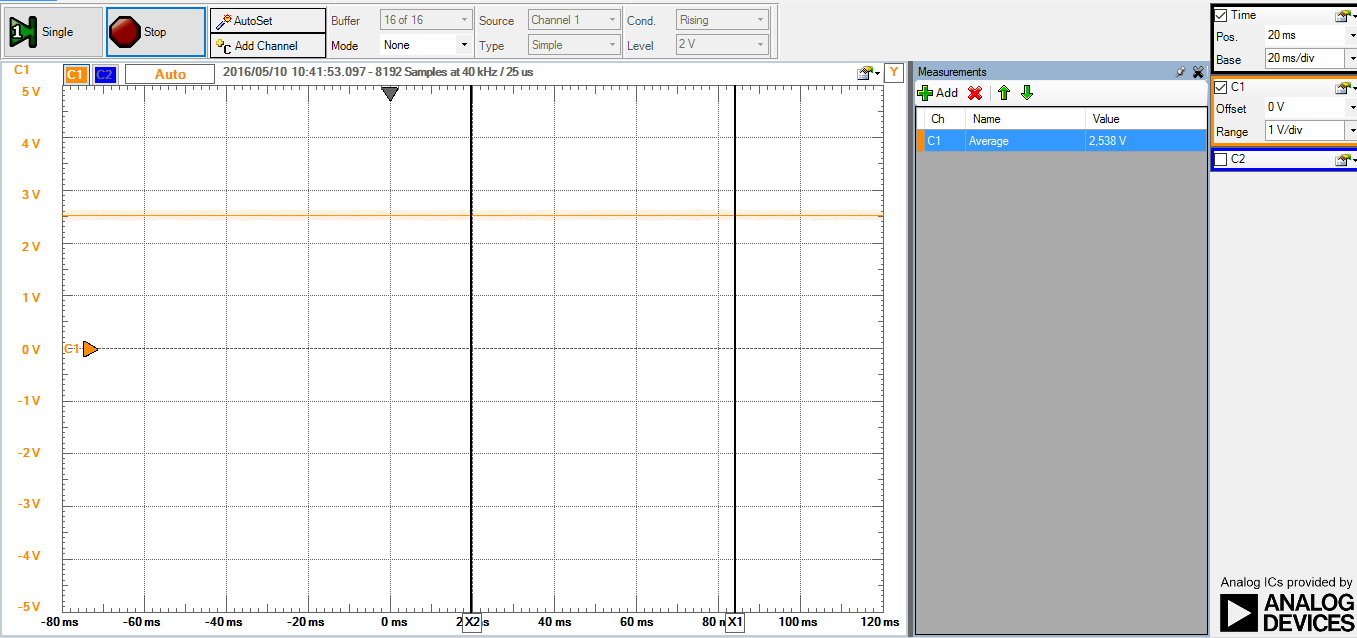 Single
Stop
AutoSet
Add Channel
Buffer 16 of 16
Mode None
Source Channel 1
Type Simple
Cond. Rising
Level 2 V
C1 C1 C2 Auto 2016/05/10 10:41:53.097 - 8192 Samples at 40 kHz / 25 us Y
5 V
4 V
3 V
2 V
1 V
0 V C1
-1 V
-2 V
-3 V
-4 V
-5 V
-80 ms -60 ms -40 ms -20 ms 0 ms X2 40 ms 60 ms X1 100 ms 120 ms
Measurements
Add
Ch Name Value
C1 Average 2,538 V
Time
Pos. 20 ms
Base 20 ms/div
C1
Offset 0 V
Range 1 V/div
C2
Analog ICs provided by
ANALOG
DEVICES